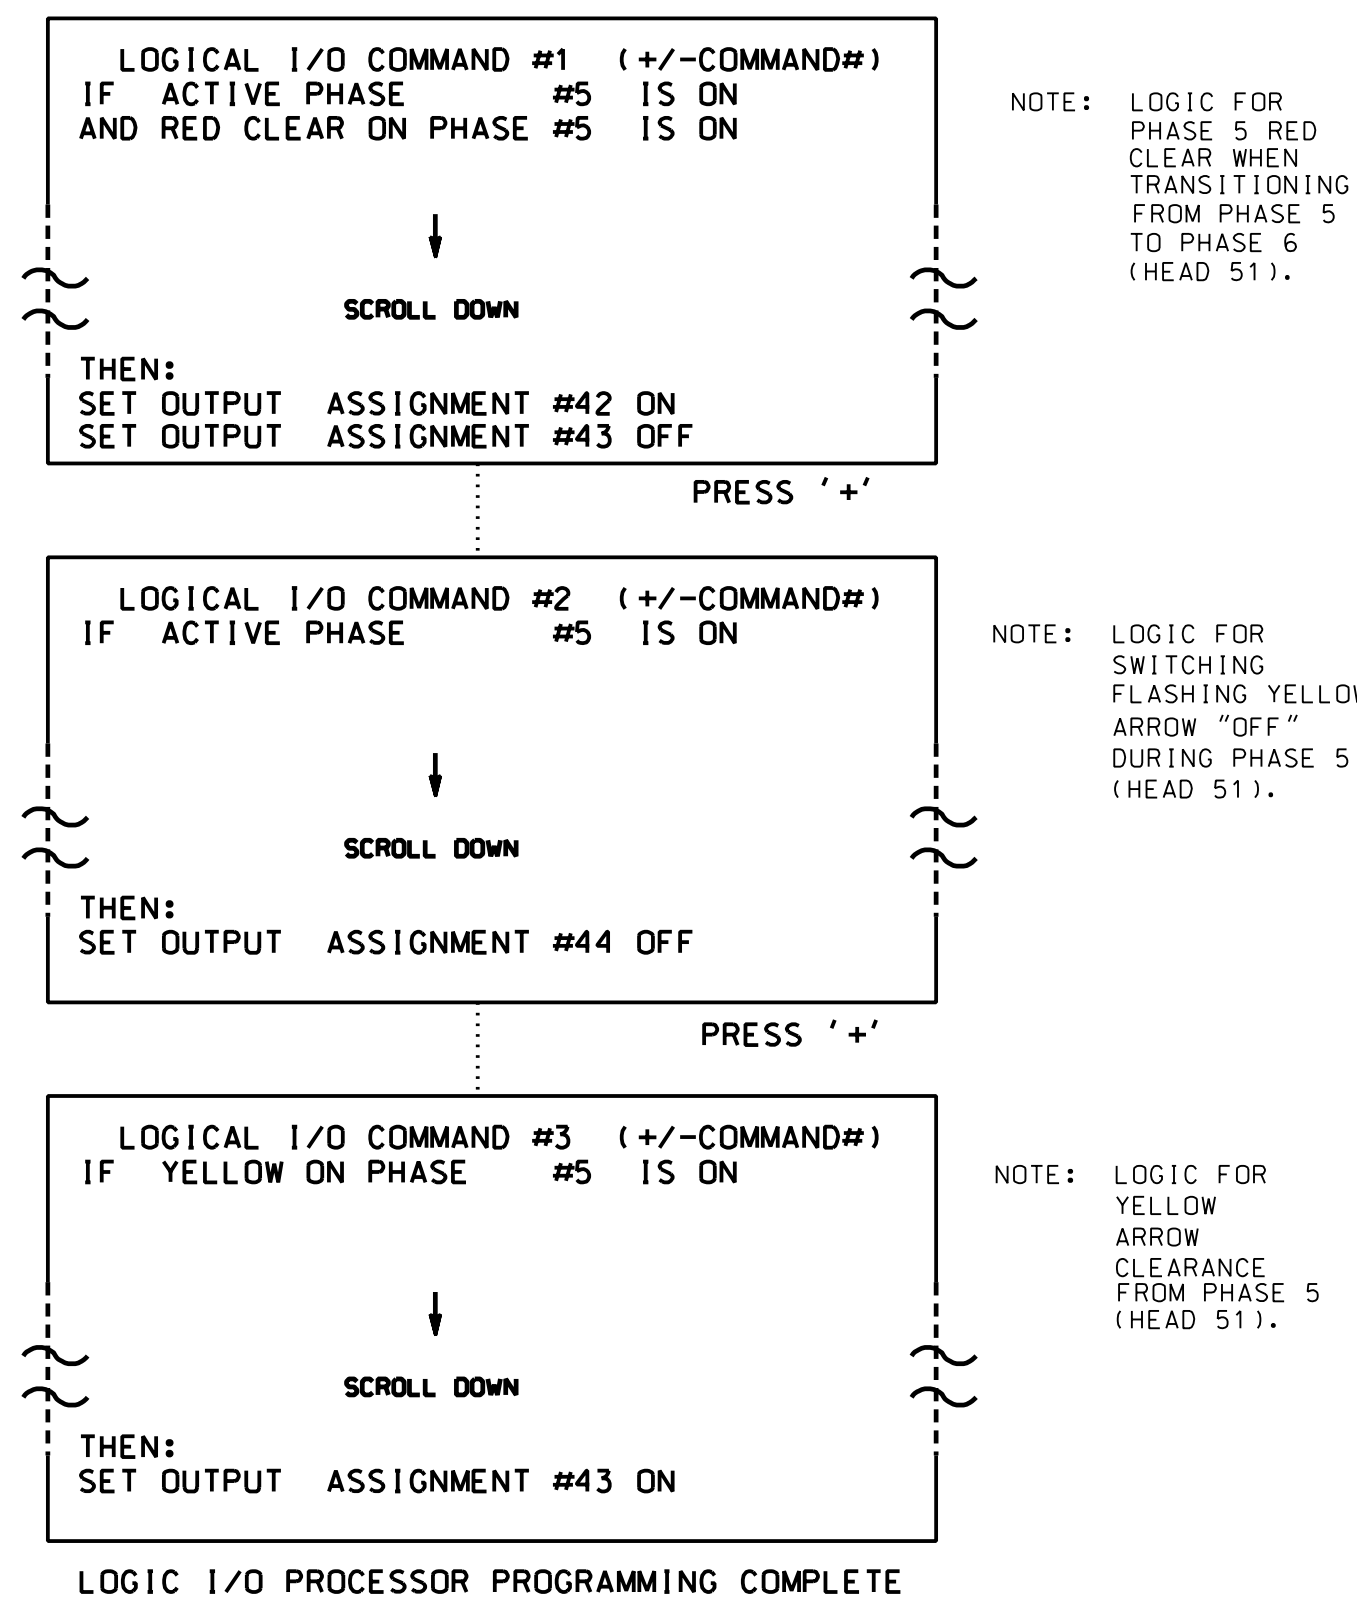 LOGICAL I/O COMMAND #1 (+/-COMMAND#)
IF ACTIVE PHASE #5 IS ON
AND RED CLEAR ON PHASE #5 IS ON
SCROLL DOWN
THEN:
SET OUTPUT ASSIGNMENT #42 ON
SET OUTPUT ASSIGNMENT #43 OFF
NOTE: LOGIC FOR
PHASE 5 RED
CLEAR WHEN
TRANSITIONING
FROM PHASE 5
TO PHASE 6
(HEAD 51).
PRESS '+'
LOGICAL I/O COMMAND #2 (+/-COMMAND#)
IF ACTIVE PHASE #5 IS ON
SCROLL DOWN
THEN:
SET OUTPUT ASSIGNMENT #44 OFF
NOTE: LOGIC FOR
SWITCHING
FLASHING YELLOW
ARROW "OFF"
DURING PHASE 5
(HEAD 51).
PRESS '+'
LOGICAL I/O COMMAND #3 (+/-COMMAND#)
IF YELLOW ON PHASE #5 IS ON
SCROLL DOWN
THEN:
SET OUTPUT ASSIGNMENT #43 ON
NOTE: LOGIC FOR
YELLOW
ARROW
CLEARANCE
FROM PHASE 5
(HEAD 51).
LOGIC I/O PROCESSOR PROGRAMMING COMPLETE